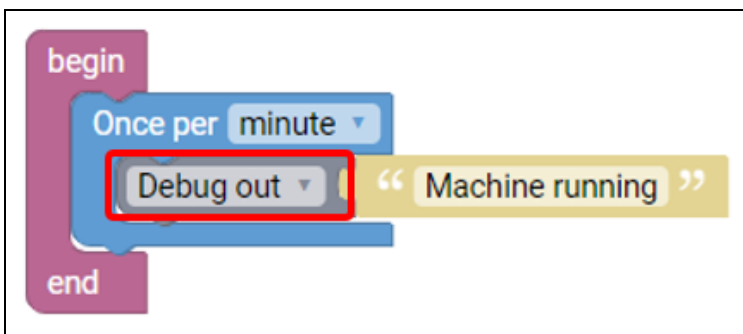 begin
Once per minute
Debug out “ Machine running ”
end